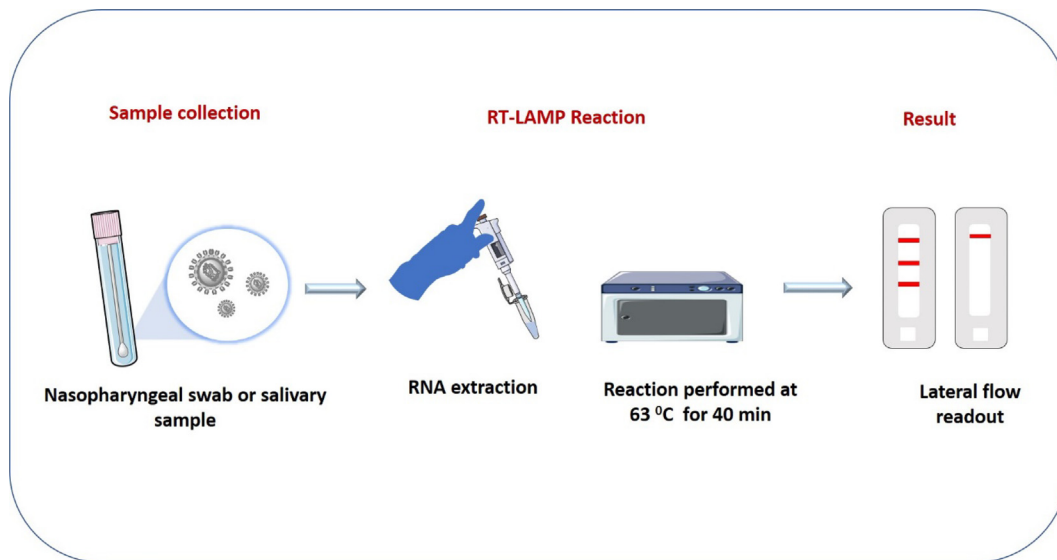 Sample collection
RT-LAMP Reaction
Result
Nasopharyngeal swab or salivary
sample
RNA extraction
Reaction performed at
63 ⁰C for 40 min
Lateral flow
readout